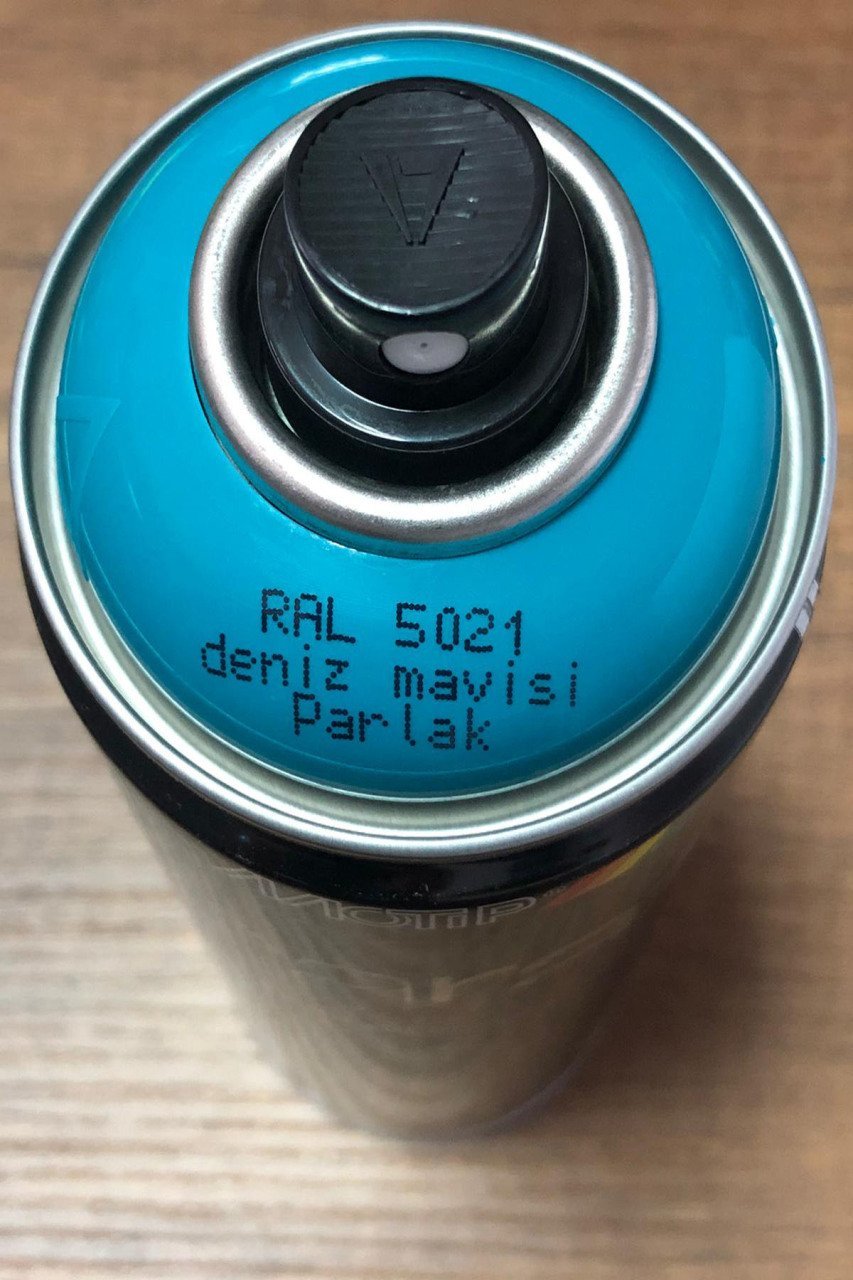 RAL 5021
deniz mavisi
Parlak